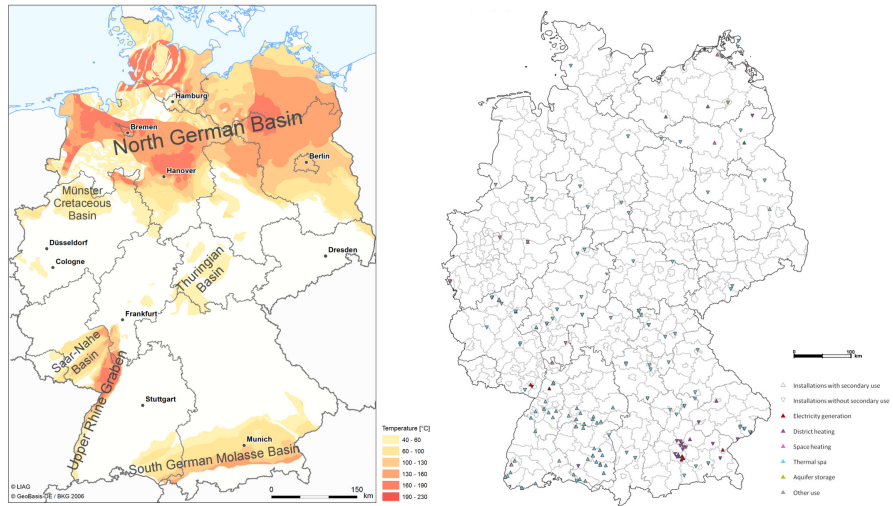 Hamburg
Bremen
North German Basin
Berlin
Hanover
Münster
Cretaceous
Basin
Düsseldorf
Cologne
Dresden
Thuringian
Basin
Frankfurt
Saar-Nahe
Basin
Upper Rhine Graben
Stuttgart
Munich
South German Molasse Basin
Temperature [°C]
40 - 60
60 - 100
100 - 130
130 - 160
160 - 190
190 - 230
© LIAG
© GeoBasis-DE / BKG 2006
0 150
km
0 100
km
Installations with secondary use
Installations without secondary use
Electricity generation
District heating
Space heating
Thermal spa
Aquifer storage
Other use